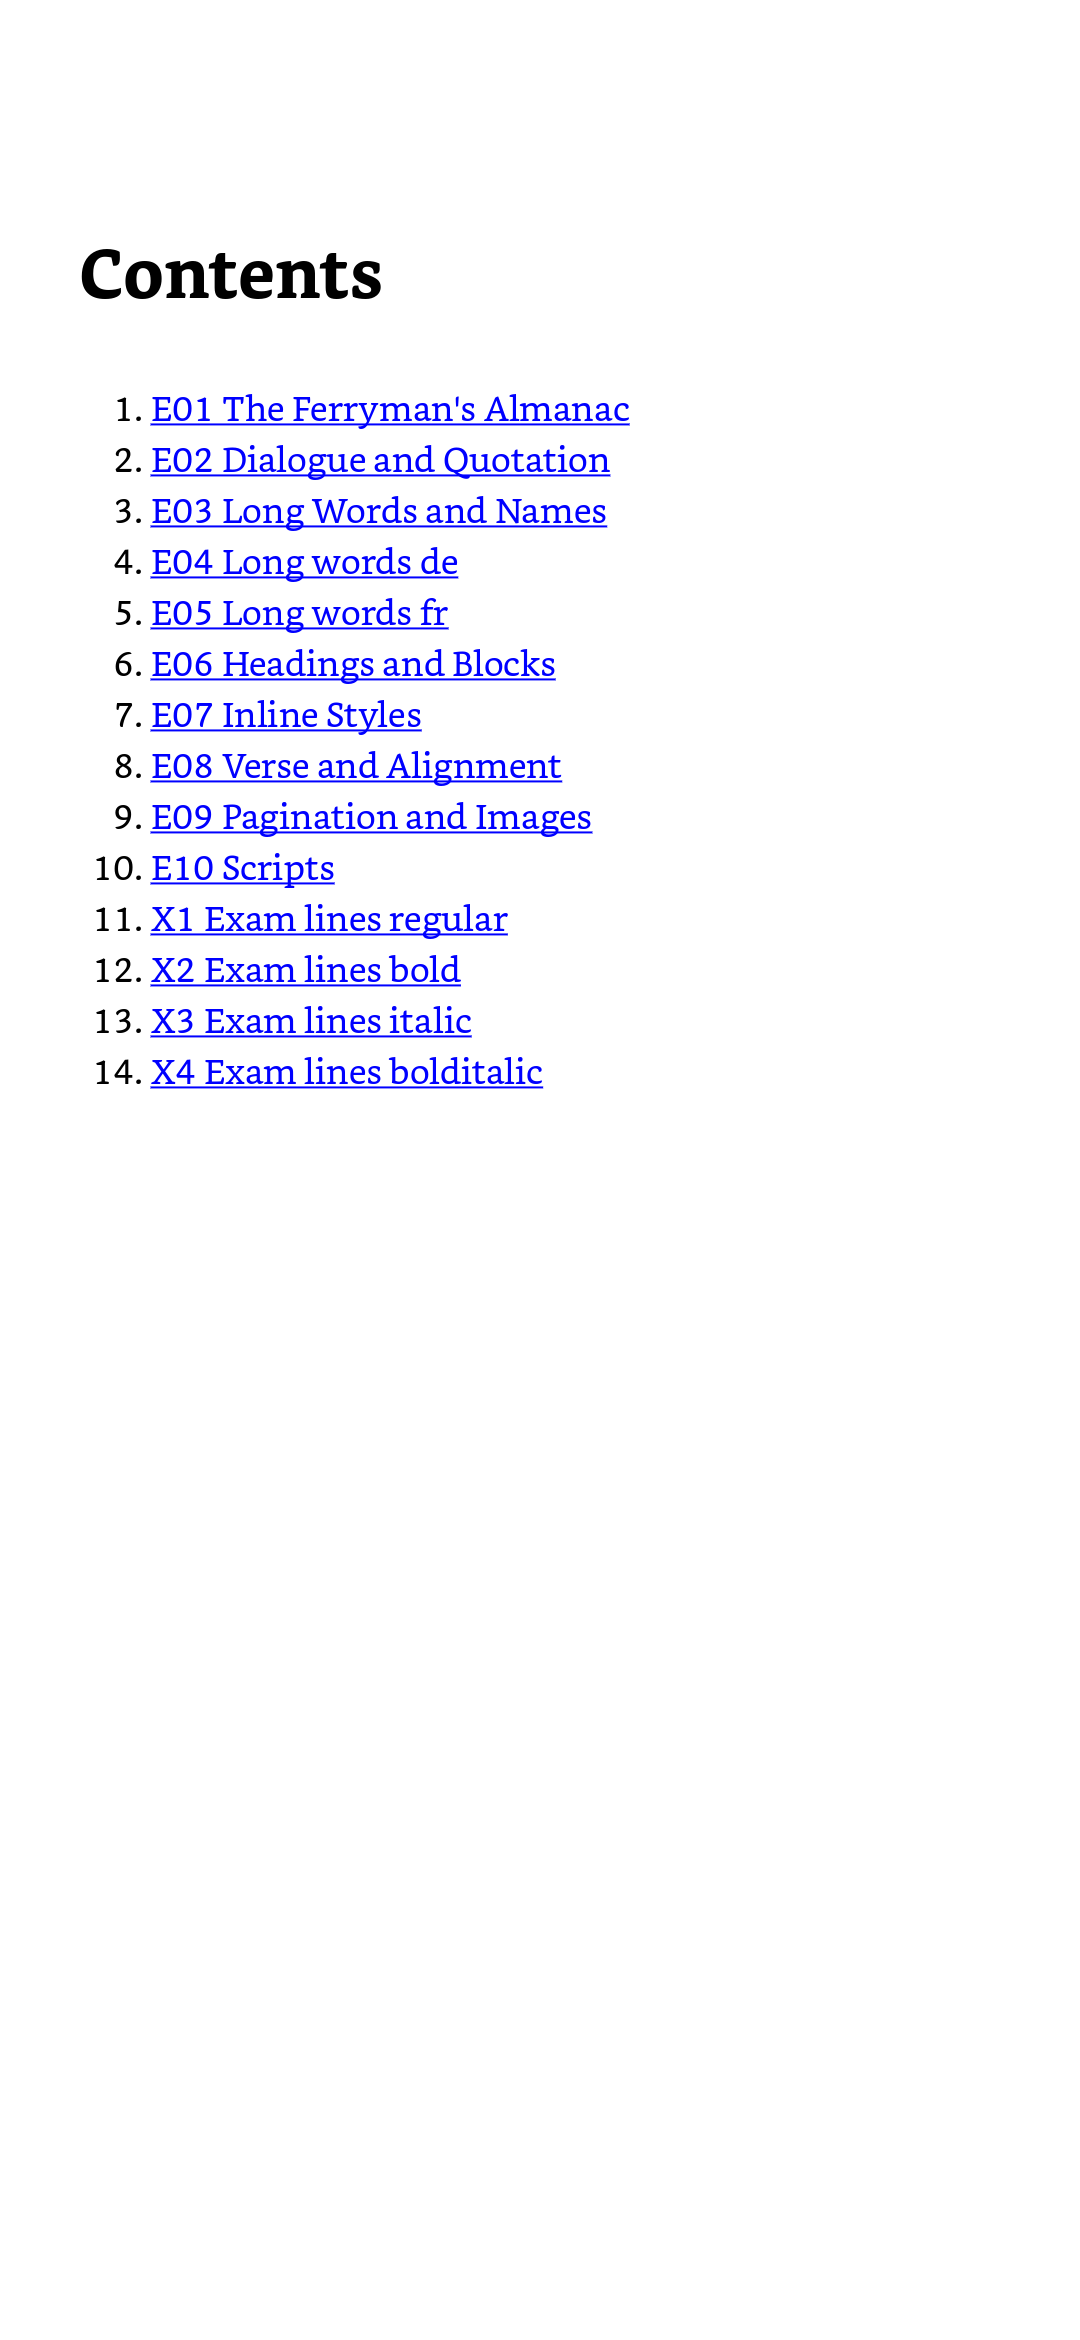 Contents
1. E01 The Ferryman's Almanac
2. E02 Dialogue and Quotation
3. E03 Long Words and Names
4. E04 Long words de
5. E05 Long words fr
6. E06 Headings and Blocks
7. E07 Inline Styles
8. E08 Verse and Alignment
9. E09 Pagination and Images
10. E10 Scripts
11. X1 Exam lines regular
12. X2 Exam lines bold
13. X3 Exam lines italic
14. X4 Exam lines bolditalic